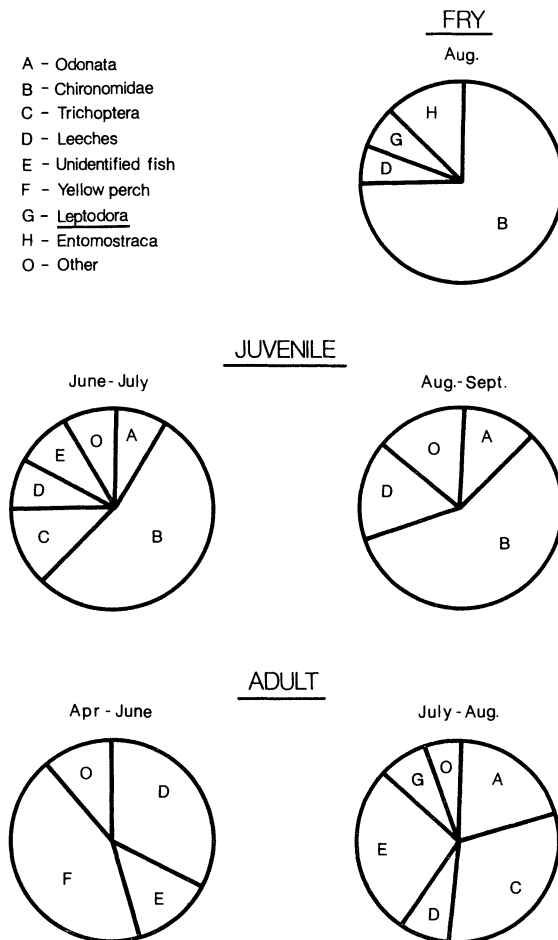 FRY
Aug.
A - Odonata
B - Chironomidae
C - Trichoptera
D - Leeches
E - Unidentified fish
F - Yellow perch
G - Leptodora
H - Entomostraca
O - Other
H
G
D
B
JUVENILE
June - July
Aug.- Sept.
O
A
E
D
C
B
O
A
D
B
ADULT
Apr - June
July - Aug.
O
D
F
E
O
G
A
E
C
D